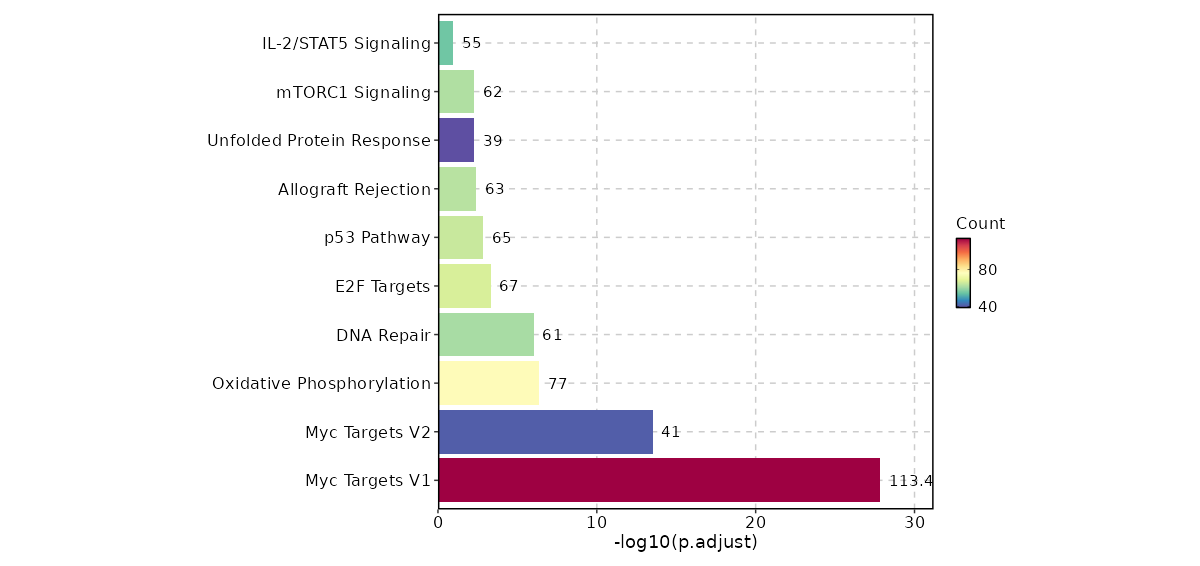 IL-2/STAT5 Signaling 55
mTORC1 Signaling 62
Unfolded Protein Response 39
Allograft Rejection 63
p53 Pathway 65
E2F Targets 67
DNA Repair 61
Oxidative Phosphorylation 77
Myc Targets V2 41
Myc Targets V1 113.4
0 10 20 30
-log10(p.adjust)
Count
80
40